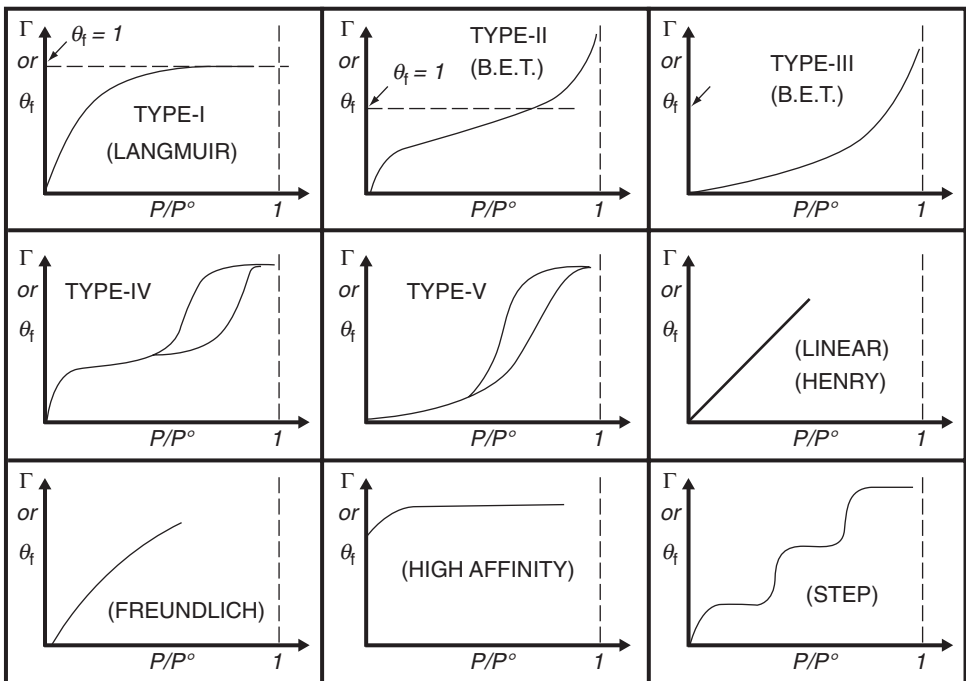 Γ
or
θf
θf = 1
TYPE-I
(LANGMUIR)
P/P° 1
Γ
or
θf
θf = 1
TYPE-II
(B.E.T.)
P/P° 1
Γ
or
θf
TYPE-III
(B.E.T.)
P/P° 1
Γ
or
θf
TYPE-IV
P/P° 1
Γ
or
θf
TYPE-V
P/P° 1
Γ
or
θf
(LINEAR)
(HENRY)
P/P° 1
Γ
or
θf
(FREUNDLICH)
P/P° 1
Γ
or
θf
(HIGH AFFINITY)
P/P° 1
Γ
or
θf
(STEP)
P/P° 1